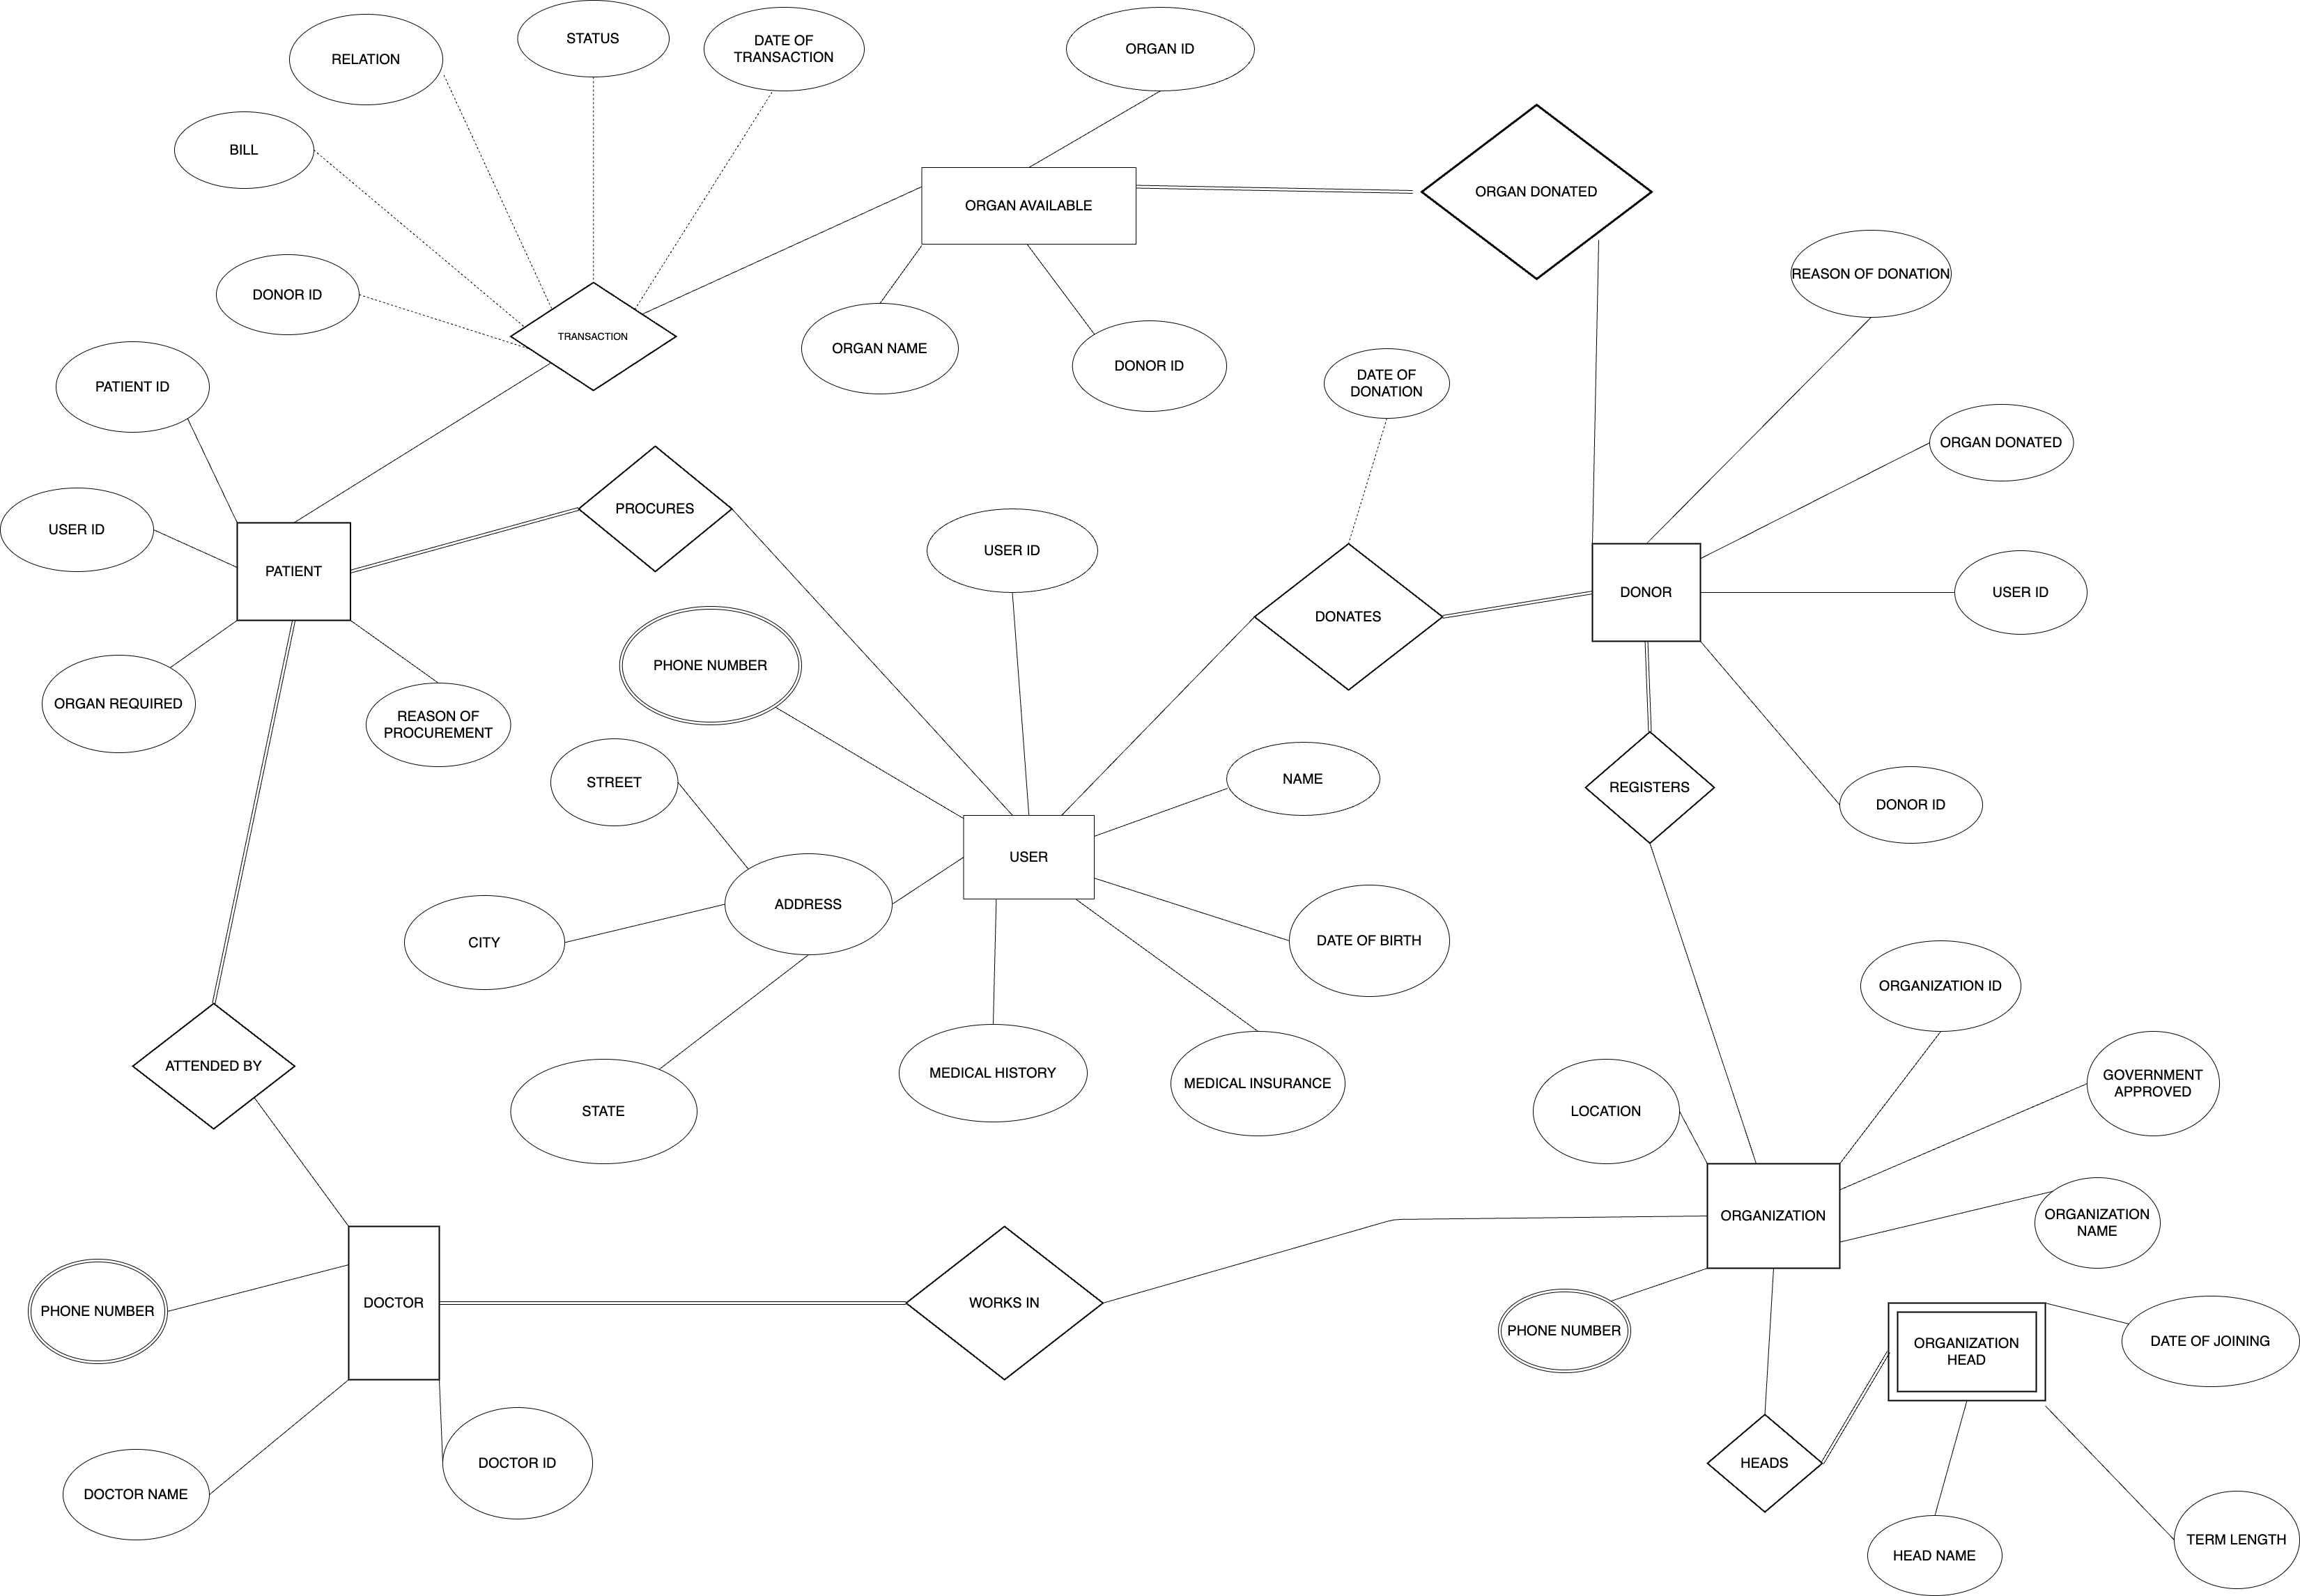 STATUS
DATE OF
TRANSACTION
ORGAN ID
RELATION
BILL
ORGAN DONATED
ORGAN AVAILABLE
REASON OF DONATION
DONOR ID
TRANSACTION
ORGAN NAME
DONOR ID
DATE OF
DONATION
PATIENT ID
ORGAN DONATED
PROCURES
USER ID
USER ID
PATIENT
DONOR
USER ID
DONATES
PHONE NUMBER
ORGAN REQUIRED
REASON OF
PROCUREMENT
STREET
NAME
REGISTERS
DONOR ID
USER
ADDRESS
CITY
DATE OF BIRTH
ORGANIZATION ID
ATTENDED BY
MEDICAL HISTORY
MEDICAL INSURANCE
GOVERNMENT
APPROVED
STATE
LOCATION
ORGANIZATION
ORGANIZATION
NAME
PHONE NUMBER
DOCTOR
WORKS IN
PHONE NUMBER
ORGANIZATION
HEAD
DATE OF JOINING
DOCTOR ID
HEADS
DOCTOR NAME
TERM LENGTH
HEAD NAME